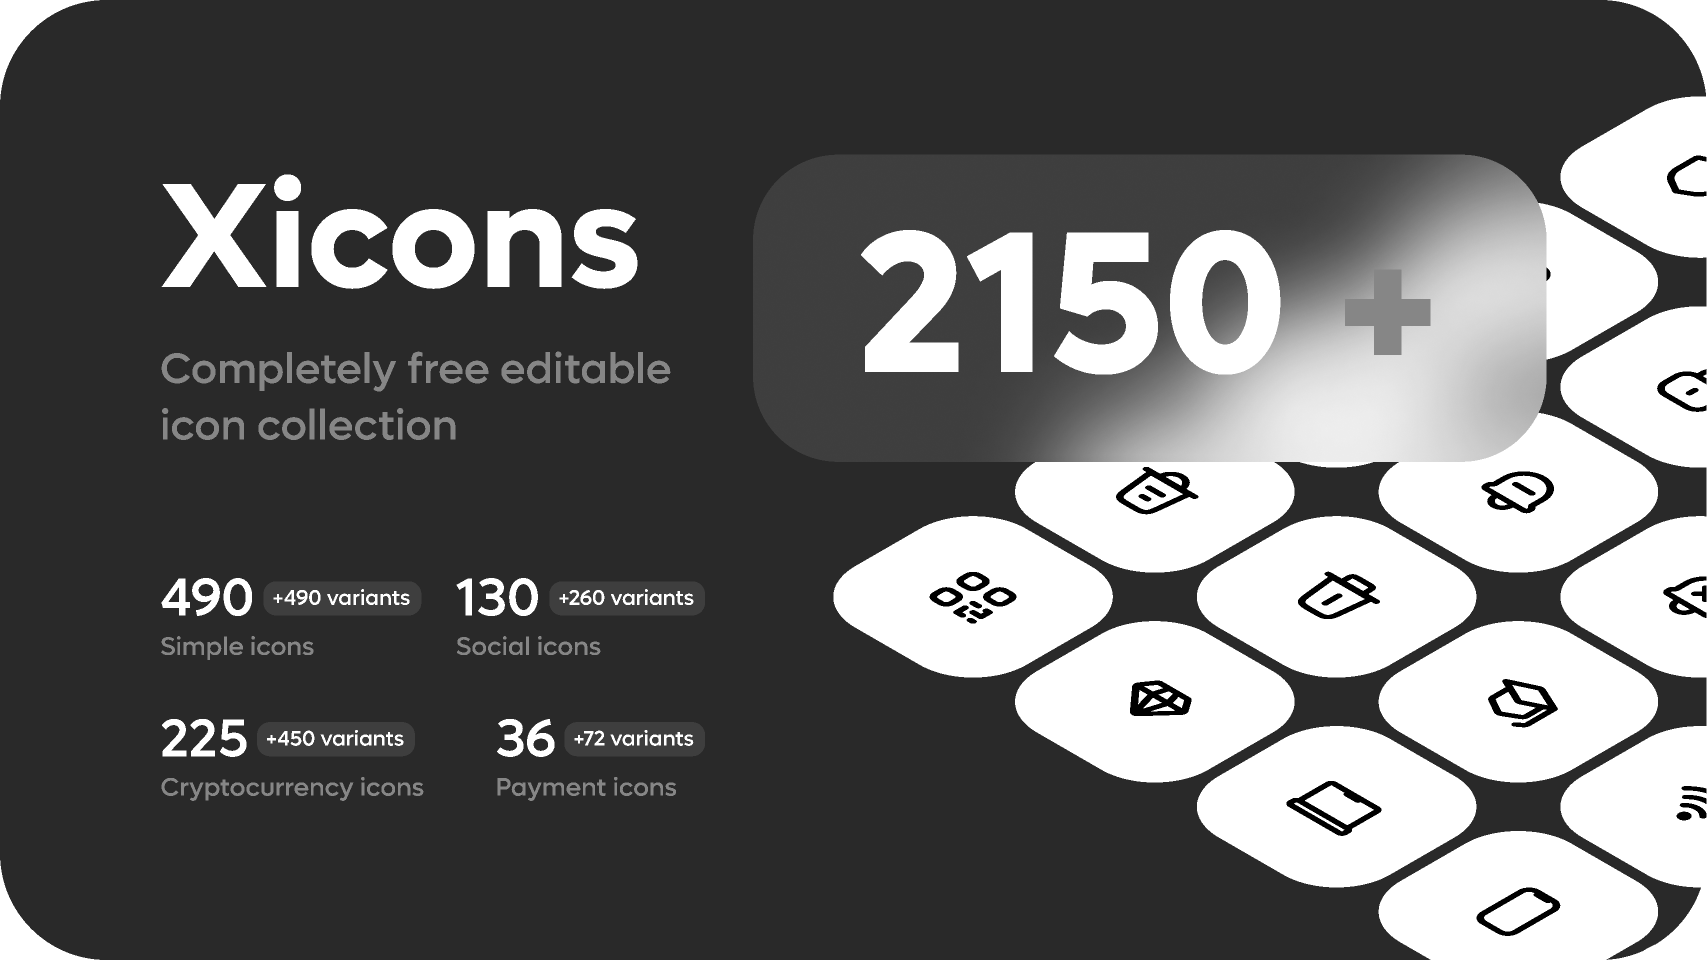 Xicons
Completely free editable
icon collection
2150 +
490 +490 variants
Simple icons
130 +260 variants
Social icons
225 +450 variants
Cryptocurrency icons
36 +72 variants
Payment icons